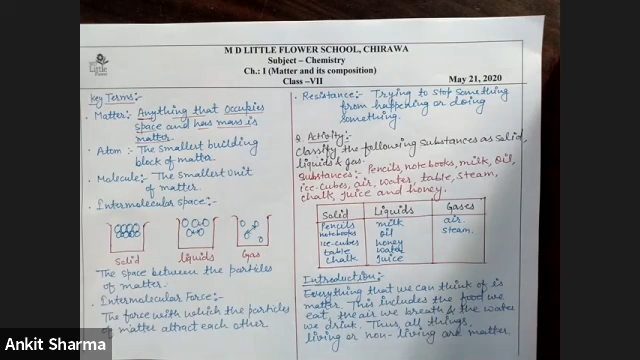 M D LITTLE FLOWER SCHOOL, CHIRAWA
Subject – Chemistry
Ch.: I (Matter and its composition)
Class –VII
May 21, 2020
Little
Flower
Key Terms:-
• Matter: Anything that occupies
space and has mass is
matter.
• Atom:- The smallest building
block of matter.
• Molecule:- The smallest unit
of matter.
• Intermolecular space:-
Solid
liquids
Gas
The space between the particles
of matter.
• Intermolecular Force:-
The force with which the particles
of matter attract each other.
• Resistance:- Trying to stop something
from happening or doing
something.
Q. Activity:-
Classify the following Substances as Solid,
liquids & gas.
Substances:- Pencils, notebooks, milk, Oil,
ice-cubes, air, water, table, steam,
chalk, Juice and honey.
Solid Liquids Gases
Pencils milk air.
notebooks oil steam.
ice-cubes honey
table water
chalk Juice
Introduction:-
Everything that we can think of is
matter. This includes the food we
eat, the air we breath & the water
we drink. Thus, all things,
living or non-living are matter.
Ankit Sharma